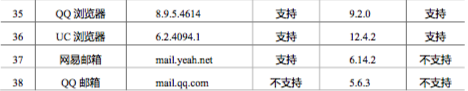 35 QQ 浏览器 8.9.5.4614 支持 9.2.0 支持
36 UC 浏览器 6.2.4094.1 支持 12.4.2 支持
37 网易邮箱 mail.yeah.net 支持 6.14.2 不支持
38 QQ 邮箱 mail.qq.com 不支持 5.6.3 不支持